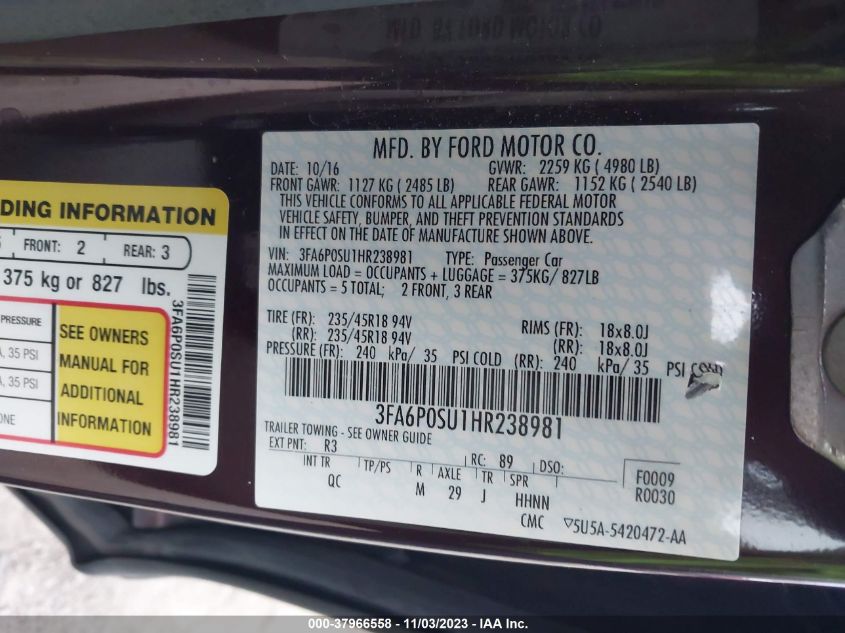 MFD. BY FORD MOTOR CO.
DATE: 10/16 GVWR: 2259 KG ( 4980 LB)
FRONT GAWR: 1127 KG ( 2485 LB) REAR GAWR: 1152 KG ( 2540 LB)
THIS VEHICLE CONFORMS TO ALL APPLICABLE FEDERAL MOTOR
VEHICLE SAFETY, BUMPER, AND THEFT PREVENTION STANDARDS
IN EFFECT ON THE DATE OF MANUFACTURE SHOWN ABOVE.
VIN: 3FA6P0SU1HR238981 TYPE: Passenger Car
MAXIMUM LOAD = OCCUPANTS + LUGGAGE = 375KG/ 827LB
OCCUPANTS = 5 TOTAL; 2 FRONT, 3 REAR
TIRE (FR): 235/45R18 94V RIMS (FR): 18x8.0J
(RR): 235/45R18 94V (RR): 18x8.0J
PRESSURE (FR): 240 kPa/ 35 PSI COLD (RR): 240 kPa/ 35 PSI COLD
3FA6P0SU1HR238981
TRAILER TOWING - SEE OWNER GUIDE
EXT PNT: R3 RC: 89 DSO: F0009
INT TR TP/PS R AXLE TR SPR R0030
QC M 29 J HHNN
CMC ▽5U5A-5420472-AA
DING INFORMATION
FRONT: 2 REAR: 3
375 kg or 827 lbs.
PRESSURE
35 PSI
35 PSI
SEE OWNERS
MANUAL FOR
ADDITIONAL
INFORMATION
3FA6P0SU1HR238981
000-37966558 - 11/03/2023 - IAA Inc.